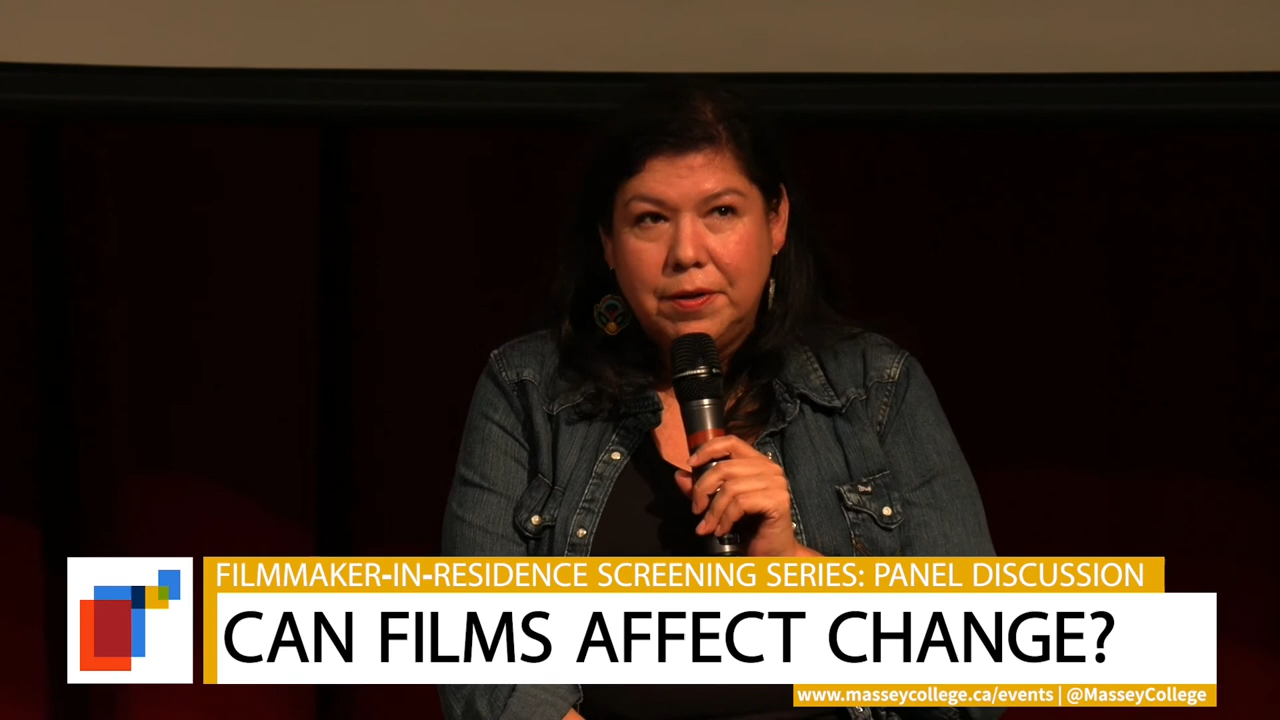 FILMMAKER-IN-RESIDENCE SCREENING SERIES: PANEL DISCUSSION
CAN FILMS AFFECT CHANGE?
www.masseycollege.ca/events | @MasseyCollege